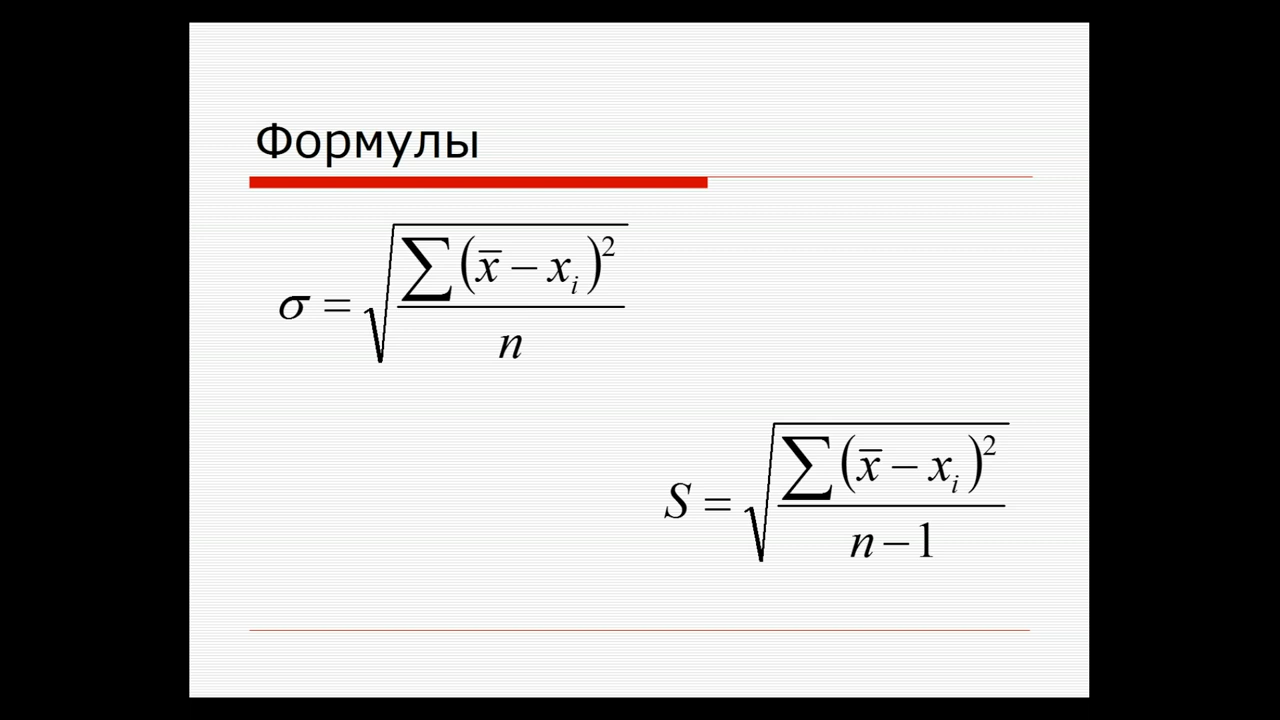 Формулы
σ = √(∑(x̅ − xᵢ)² / n)
S = √(∑(x̅ − xᵢ)² / (n − 1))